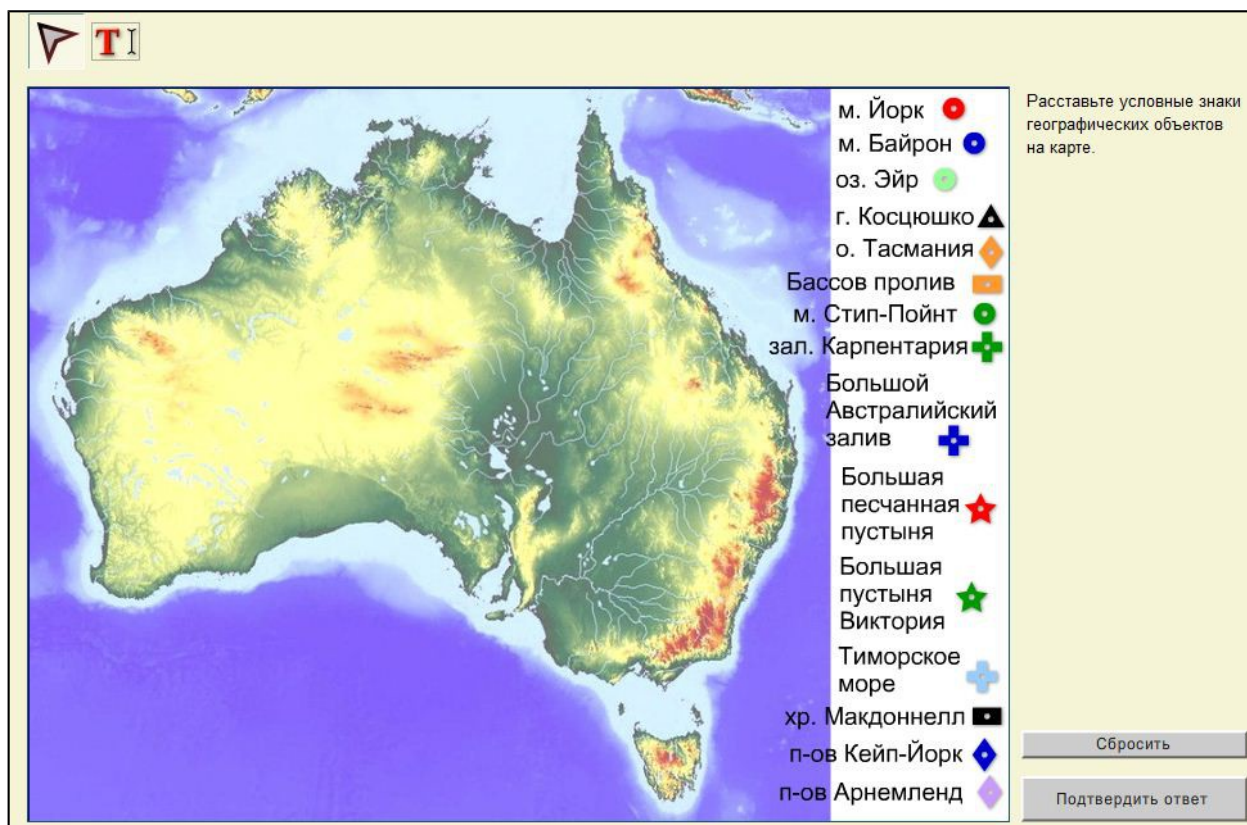 T
м. Йорк
м. Байрон
оз. Эйр
г. Косцюшко
о. Тасмания
Бассов пролив
м. Стип-Пойнт
зал. Карпентария
Большой
Австралийский
залив
Большая
песчанная
пустыня
Большая
пустыня
Виктория
Тиморское
море
хр. Макдоннелл
п-ов Кейп-Йорк
п-ов Арнемленд
Расставьте условные знаки
географических объектов
на карте.
Сбросить
Подтвердить ответ